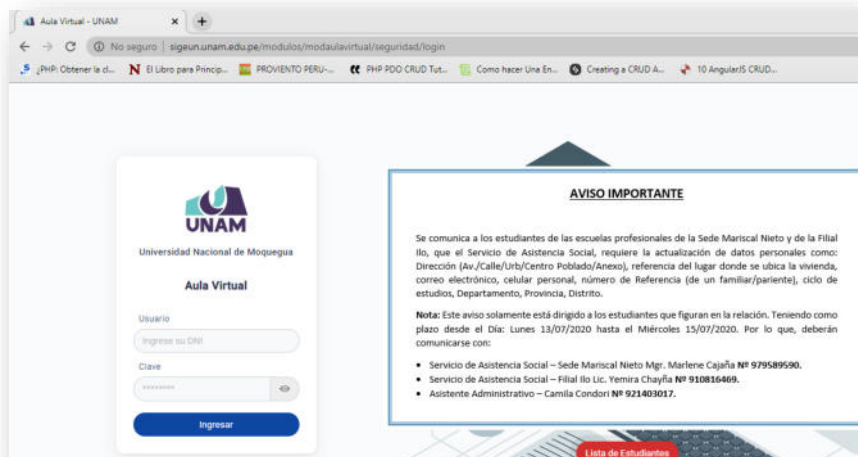 Aula Virtual - UNAM
No seguro | sigeun.unam.edu.pe/modulos/modaulavirtual/seguridad/login
¿PHP: Obtener la cl...
El Libro para Princip...
PROVIENTO PERU-...
PHP PDO CRUD Tut...
Como hacer Una En...
Creating a CRUD A...
10 AngularJS CRUD...
UNAM
Universidad Nacional de Moquegua
Aula Virtual
Usuario
Ingrese su DNI
Clave
********
Ingresar
AVISO IMPORTANTE
Se comunica a los estudiantes de las escuelas profesionales de la Sede Mariscal Nieto y de la Filial
Ilo, que el Servicio de Asistencia Social, requiere la actualización de datos personales como:
Dirección (Av./Calle/Urb/Centro Poblado/Anexo), referencia del lugar donde se ubica la vivienda,
correo electrónico, celular personal, número de Referencia (de un familiar/pariente), ciclo de
estudios, Departamento, Provincia, Distrito.
Nota: Este aviso solamente está dirigido a los estudiantes que figuran en la relación. Teniendo como
plazo desde el Día: Lunes 13/07/2020 hasta el Miércoles 15/07/2020. Por lo que, deberán
comunicarse con:
• Servicio de Asistencia Social – Sede Mariscal Nieto Mgr. Marlene Cajaña Nº 979589590.
• Servicio de Asistencia Social – Filial Ilo Lic. Yemira Chayña Nº 910816469.
• Asistente Administrativo – Camila Condori Nº 921403017.
Lista de Estudiantes